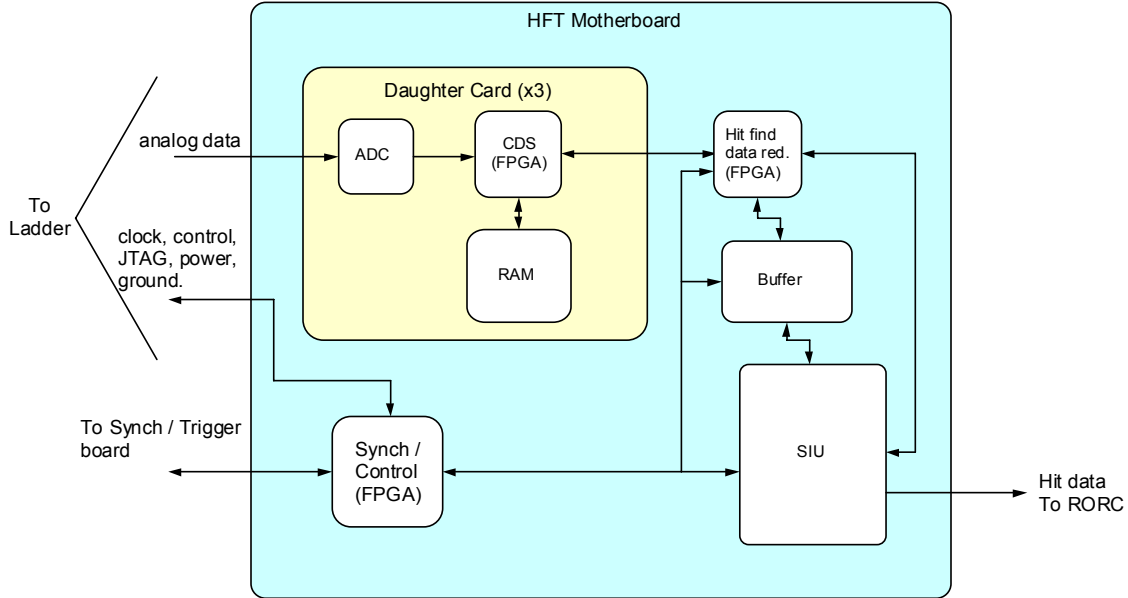 HFT Motherboard
Daughter Card (x3)
analog data
ADC
CDS
(FPGA)
Hit find
data red.
(FPGA)
To
Ladder
clock, control,
JTAG, power,
ground.
RAM
Buffer
To Synch / Trigger
board
Synch /
Control
(FPGA)
SIU
Hit data
To RORC